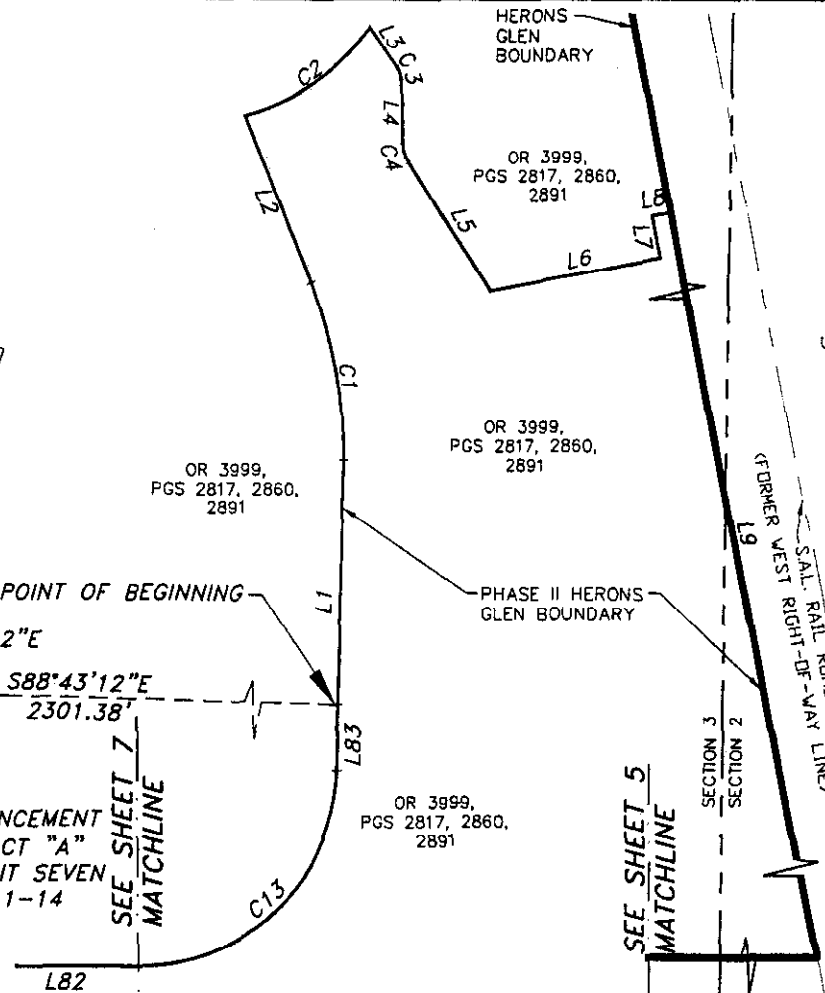 HERONS
GLEN
BOUNDARY
L3
C3
C2
L4
C4
OR 3999,
PGS 2817, 2860,
2891
L2
L5
L8
L7
L6
C1
OR 3999,
PGS 2817, 2860,
2891
OR 3999,
PGS 2817, 2860,
2891
L9
(FORMER WEST RIGHT-OF-WAY LINE)
S.A.L. RAIL
POINT OF BEGINNING
L1
PHASE II HERONS
GLEN BOUNDARY
2"E
S88°43'12"E
2301.38'
L83
SECTION 3
SECTION 2
SEE SHEET 7
MATCHLINE
OR 3999,
PGS 2817, 2860,
2891
SEE SHEET 5
MATCHLINE
NCEMENT
CT "A"
IT SEVEN
1-14
C13
L82